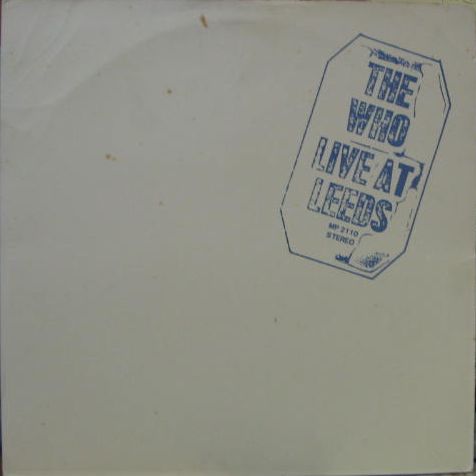 THE
WHO
LIVE AT
LEEDS
MP 2110
STEREO